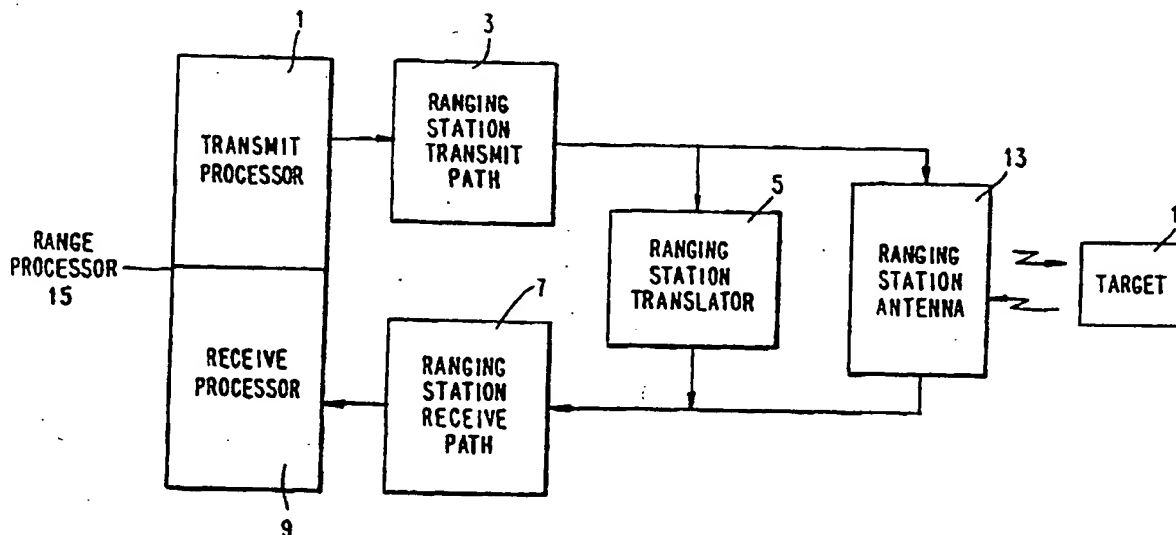 1
TRANSMIT
PROCESSOR
3
RANGING
STATION
TRANSMIT
PATH
5
RANGING
STATION
TRANSLATOR
13
RANGING
STATION
ANTENNA
TARGET
RANGE
PROCESSOR
15
RECEIVE
PROCESSOR
9
7
RANGING
STATION
RECEIVE
PATH